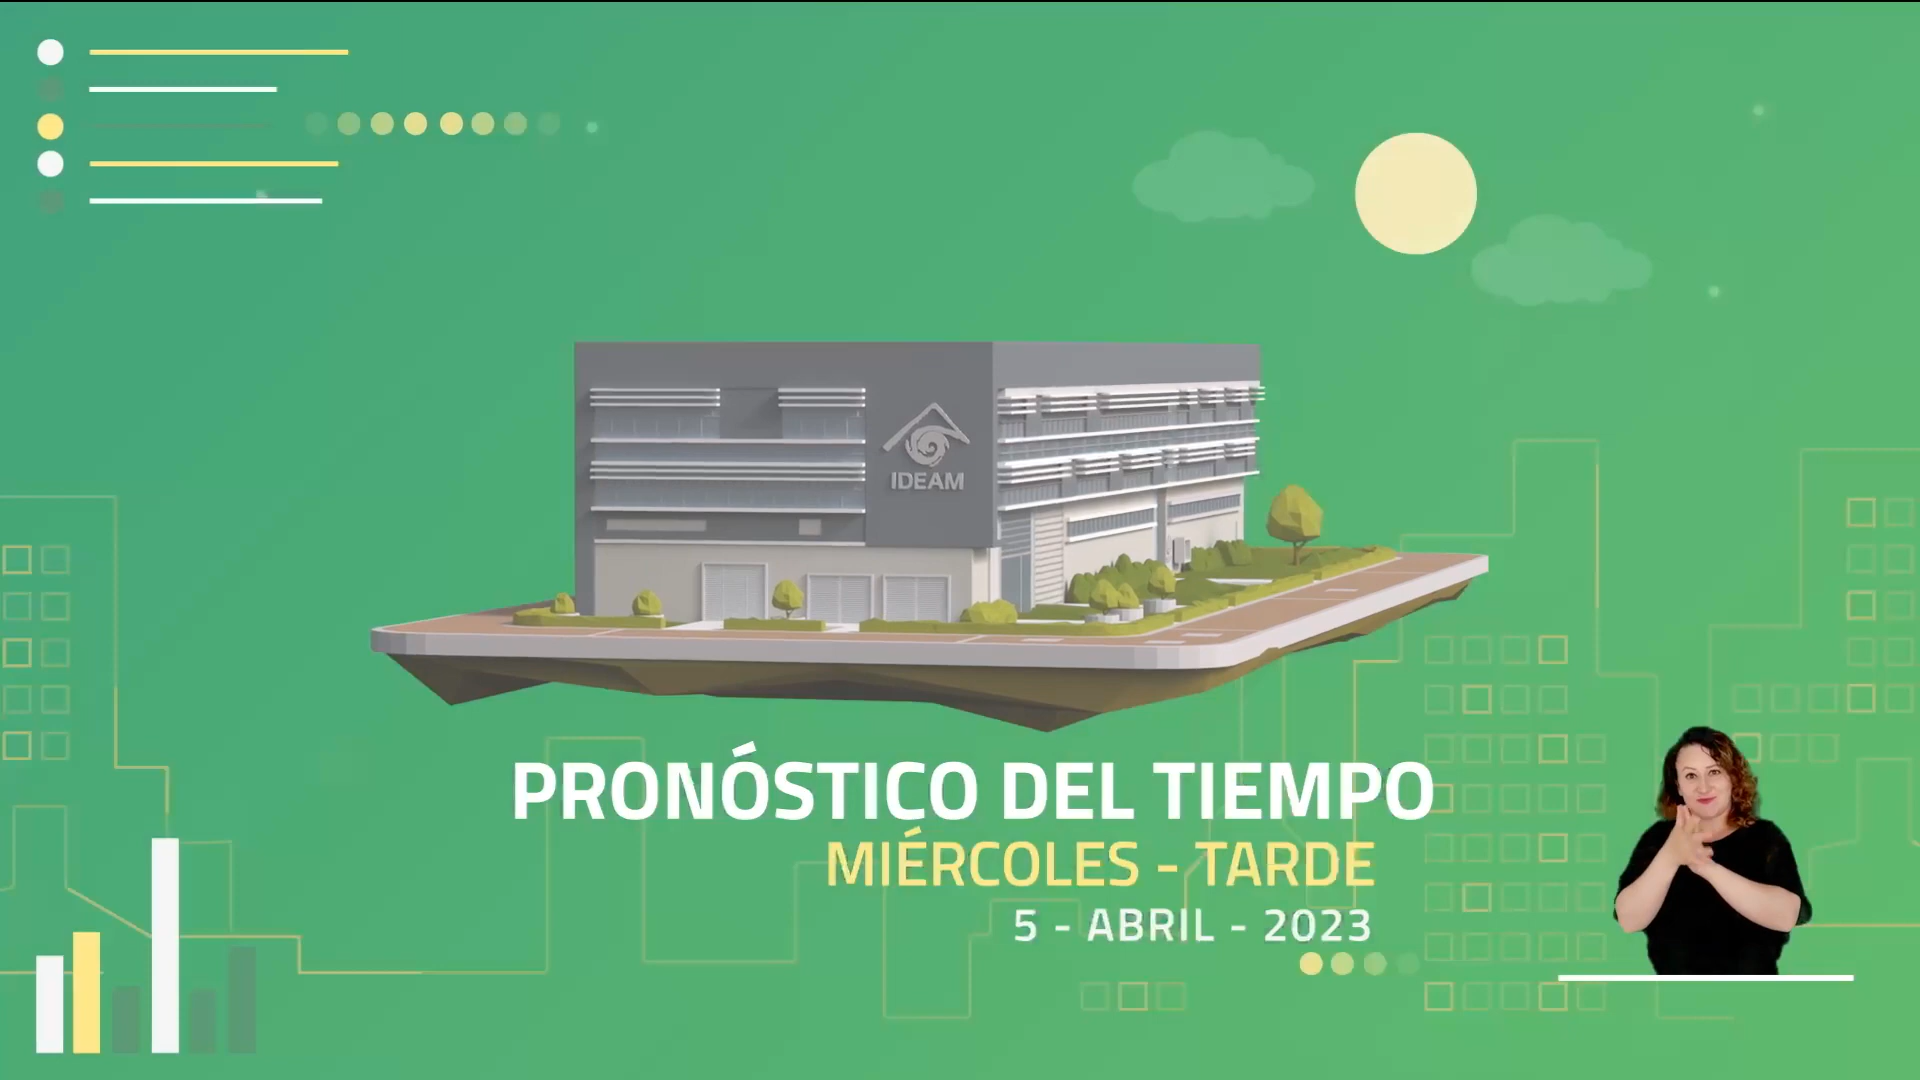 IDEAM
PRONÓSTICO DEL TIEMPO
MIÉRCOLES - TARDE
5 - ABRIL - 2023